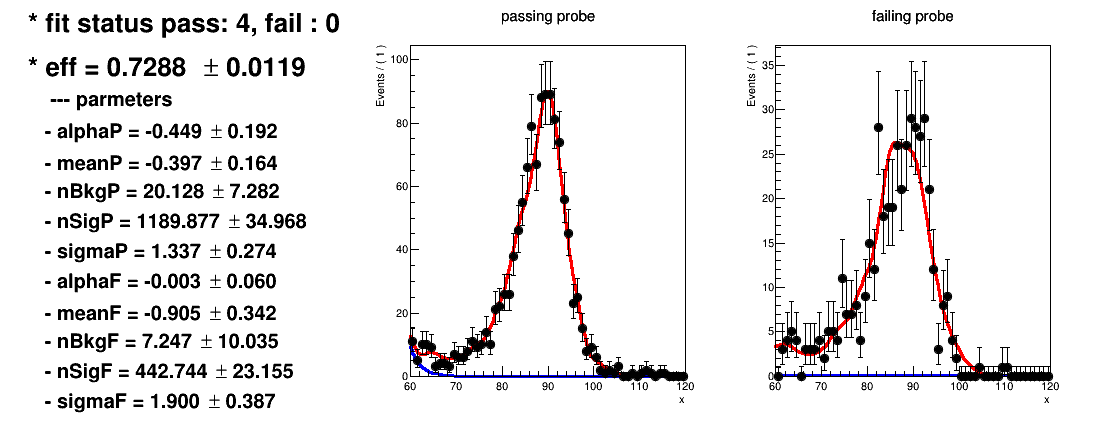 * fit status pass: 4, fail : 0
* eff = 0.7288 ± 0.0119
--- parmeters
- alphaP = -0.449 ± 0.192
- meanP = -0.397 ± 0.164
- nBkgP = 20.128 ± 7.282
- nSigP = 1189.877 ± 34.968
- sigmaP = 1.337 ± 0.274
- alphaF = -0.003 ± 0.060
- meanF = -0.905 ± 0.342
- nBkgF = 7.247 ± 10.035
- nSigF = 442.744 ± 23.155
- sigmaF = 1.900 ± 0.387
passing probe
Events / ( 1 )
100
80
60
40
20
0
60 70 80 90 100 110 120
x
failing probe
Events / ( 1 )
35
30
25
20
15
10
5
0
60 70 80 90 100 110 120
x